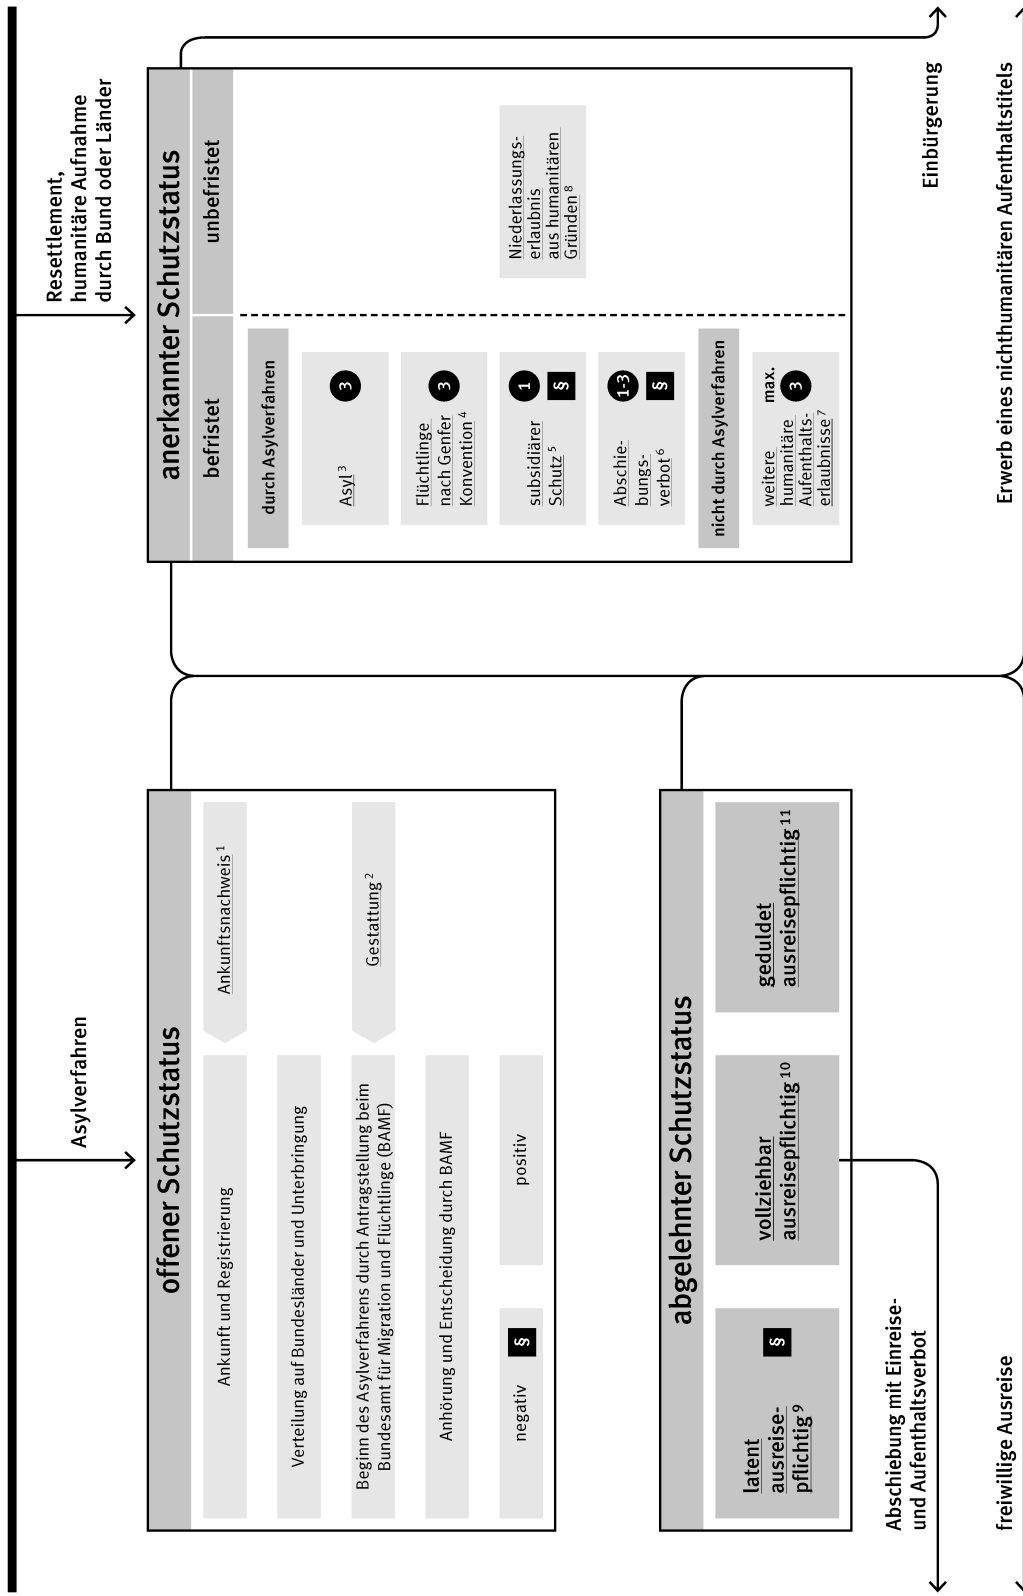 Asylverfahren
Resettlement,
humanitäre Aufnahme
durch Bund oder Länder
offener Schutzstatus
Ankunft und Registrierung
Ankunftsnachweis 1
Verteilung auf Bundesländer und Unterbringung
Beginn des Asylverfahrens durch Antragstellung beim
Bundesamt für Migration und Flüchtlinge (BAMF)
Gestattung 2
Anhörung und Entscheidung durch BAMF
negativ §
positiv
anerkannter Schutzstatus
befristet
unbefristet
durch Asylverfahren
Asyl 3
3
Flüchtlinge
nach Genfer
Konvention 4
3
subsidiärer
Schutz 5
1
§
Abschie-
bungs-
verbot 6
1-3
§
nicht durch Asylverfahren
weitere
humanitäre
Aufenthalts-
erlaubnisse 7
max.
3
Niederlassungs-
erlaubnis
aus humanitären
Gründen 8
abgelehnter Schutzstatus
latent
ausreise-
pflichtig 9
§
vollziehbar
ausreisepflichtig 10
geduldet
ausreisepflichtig 11
Abschiebung mit Einreise-
und Aufenthaltsverbot
Einbürgerung
freiwillige Ausreise
Erwerb eines nichthumanitären Aufenthaltstitels